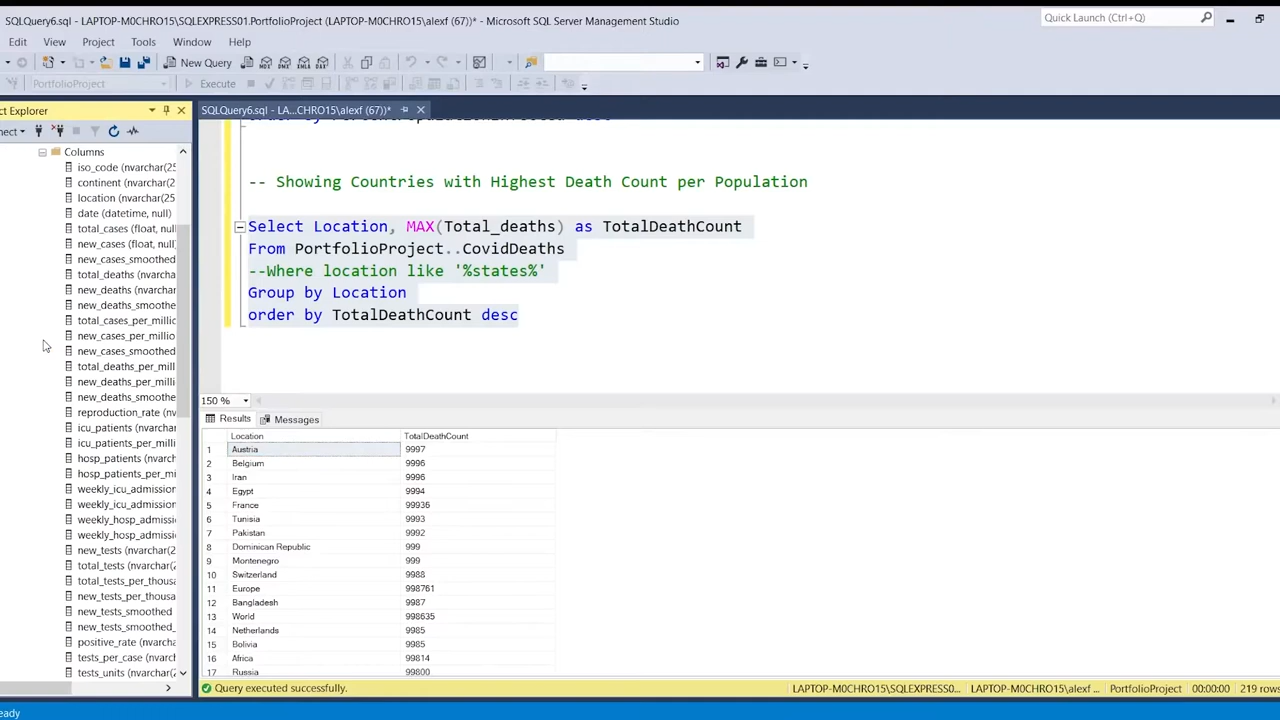 SQLQuery6.sql - LAPTOP-M0CHRO15\SQLEXPRESS01.PortfolioProject (LAPTOP-M0CHRO15\alexf (67))* - Microsoft SQL Server Management Studio
Quick Launch (Ctrl+Q)
Edit View Project Tools Window Help
New Query
PortfolioProject Execute
ct Explorer
SQLQuery6.sql - LA...CHRO15\alexf (67))*
nect
Columns
iso_code (nvarchar(25
continent (nvarchar(2
location (nvarchar(25
date (datetime, null)
total_cases (float, nul
new_cases (float, null
new_cases_smoothed
total_deaths (nvarcha
new_deaths (nvarchar
new_deaths_smoothe
total_cases_per_millio
new_cases_per_millio
new_cases_smoothed
total_deaths_per_mill
new_deaths_per_milli
new_deaths_smoothe
reproduction_rate (nv
icu_patients (nvarchar
icu_patients_per_milli
hosp_patients (nvarch
hosp_patients_per_mi
weekly_icu_admission
weekly_icu_admission
weekly_hosp_admissi
weekly_hosp_admissi
new_tests (nvarchar(2
total_tests (nvarchar(2
total_tests_per_thousa
new_tests_per_thousa
new_tests_smoothed
new_tests_smoothed_
positive_rate (nvarcha
tests_per_case (nvarch
tests_units (nvarchar(2
-- Showing Countries with Highest Death Count per Population
Select Location, MAX(Total_deaths) as TotalDeathCount
From PortfolioProject..CovidDeaths
--Where location like '%states%'
Group by Location
order by TotalDeathCount desc
150 %
Results Messages
Location TotalDeathCount
1 Austria 9997
2 Belgium 9996
3 Iran 9996
4 Egypt 9994
5 France 99936
6 Tunisia 9993
7 Pakistan 9992
8 Dominican Republic 999
9 Montenegro 999
10 Switzerland 9988
11 Europe 998761
12 Bangladesh 9987
13 World 998635
14 Netherlands 9985
15 Bolivia 9985
16 Africa 99814
17 Russia 99800
Query executed successfully. LAPTOP-M0CHRO15\SQLEXPRESS0... LAPTOP-M0CHRO15\alexf ... PortfolioProject 00:00:00 219 rows
eady